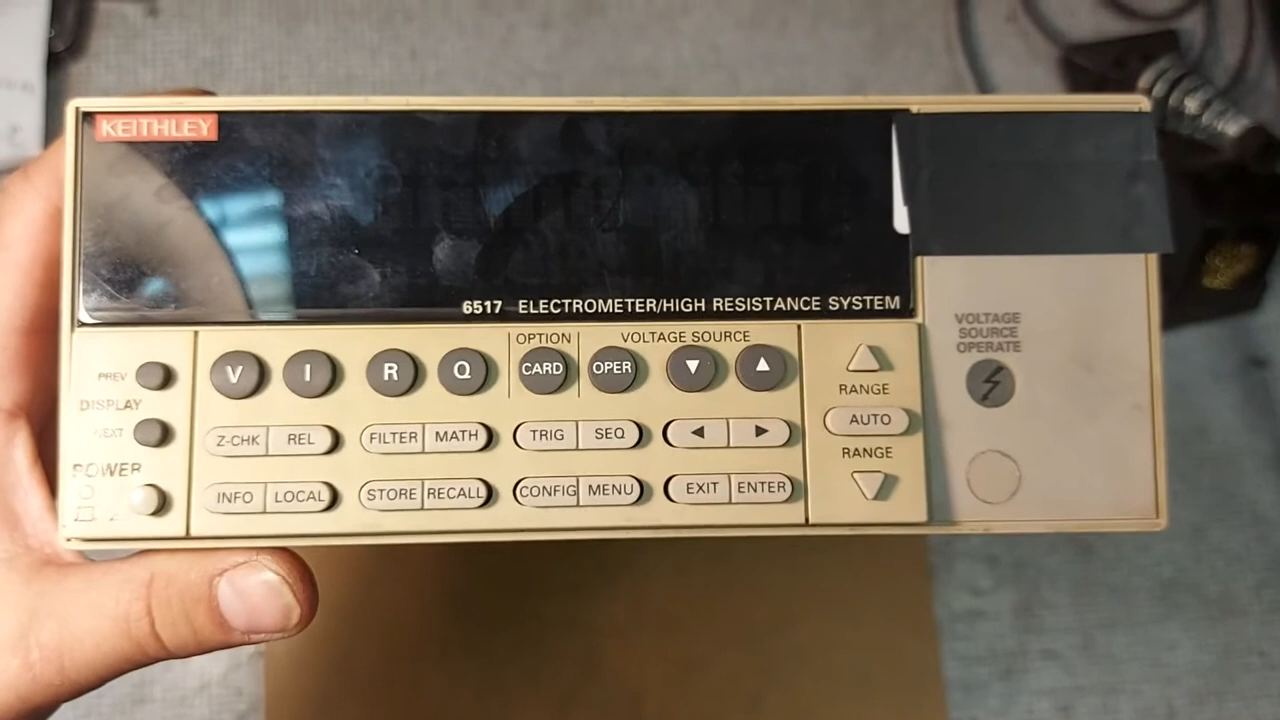 KEITHLEY
6517 ELECTROMETER/HIGH RESISTANCE SYSTEM
OPTION
VOLTAGE SOURCE
PREV
V
I
R
Q
CARD
OPER
▼
▲
DISPLAY
NEXT
Z-CHK
REL
FILTER
MATH
TRIG
SEQ
◀
▶
POWER
INFO
LOCAL
STORE
RECALL
CONFIG
MENU
EXIT
ENTER
RANGE
AUTO
RANGE
VOLTAGE
SOURCE
OPERATE